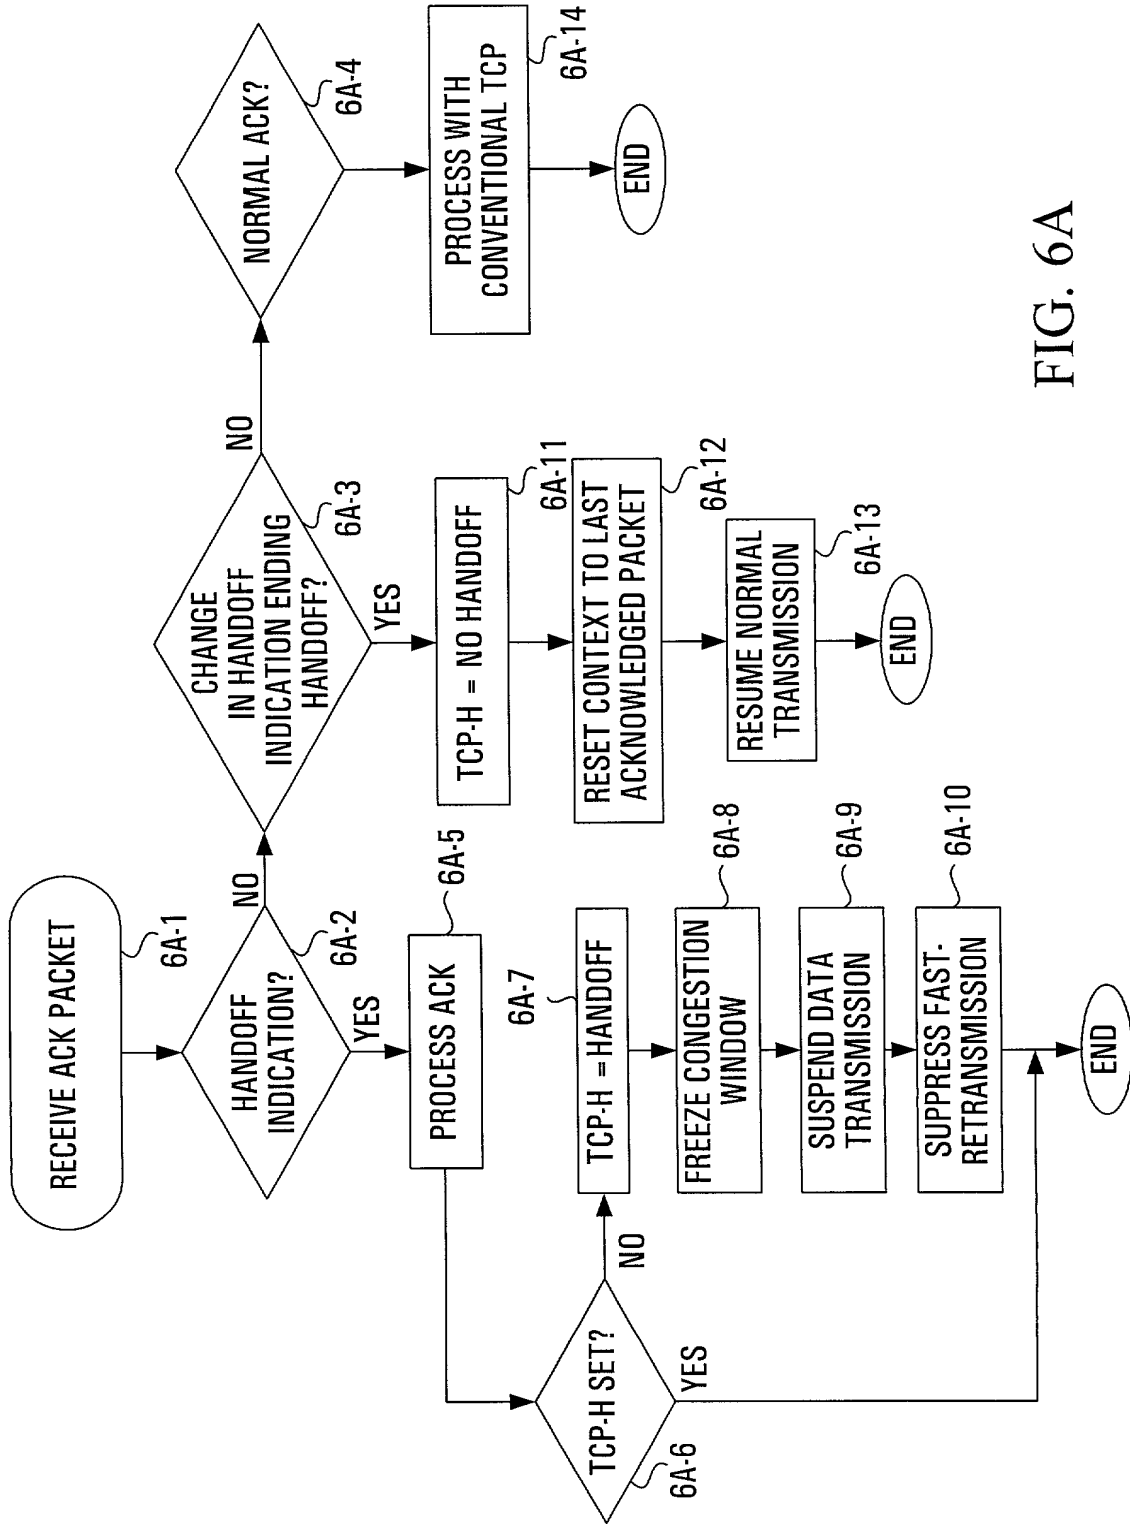 RECEIVE ACK PACKET
6A-1
HANDOFF
INDICATION?
6A-2
NO
YES
CHANGE
IN HANDOFF
INDICATION ENDING
HANDOFF?
6A-3
NO
YES
NORMAL ACK?
6A-4
PROCESS WITH
CONVENTIONAL TCP
6A-14
END
PROCESS ACK
6A-5
TCP-H SET?
6A-6
NO
YES
6A-7
TCP-H =HANDOFF
FREEZE CONGESTION
WINDOW
6A-8
SUSPEND DATA
TRANSMISSION
6A-9
SUPPRESS FAST-
RETRANSMISSION
6A-10
END
TCP-H = NO HANDOFF
6A-11
RESET CONTEXT TO LAST
ACKNOWLEDGED PACKET
6A-12
RESUME NORMAL
TRANSMISSION
6A-13
END
FIG. 6A